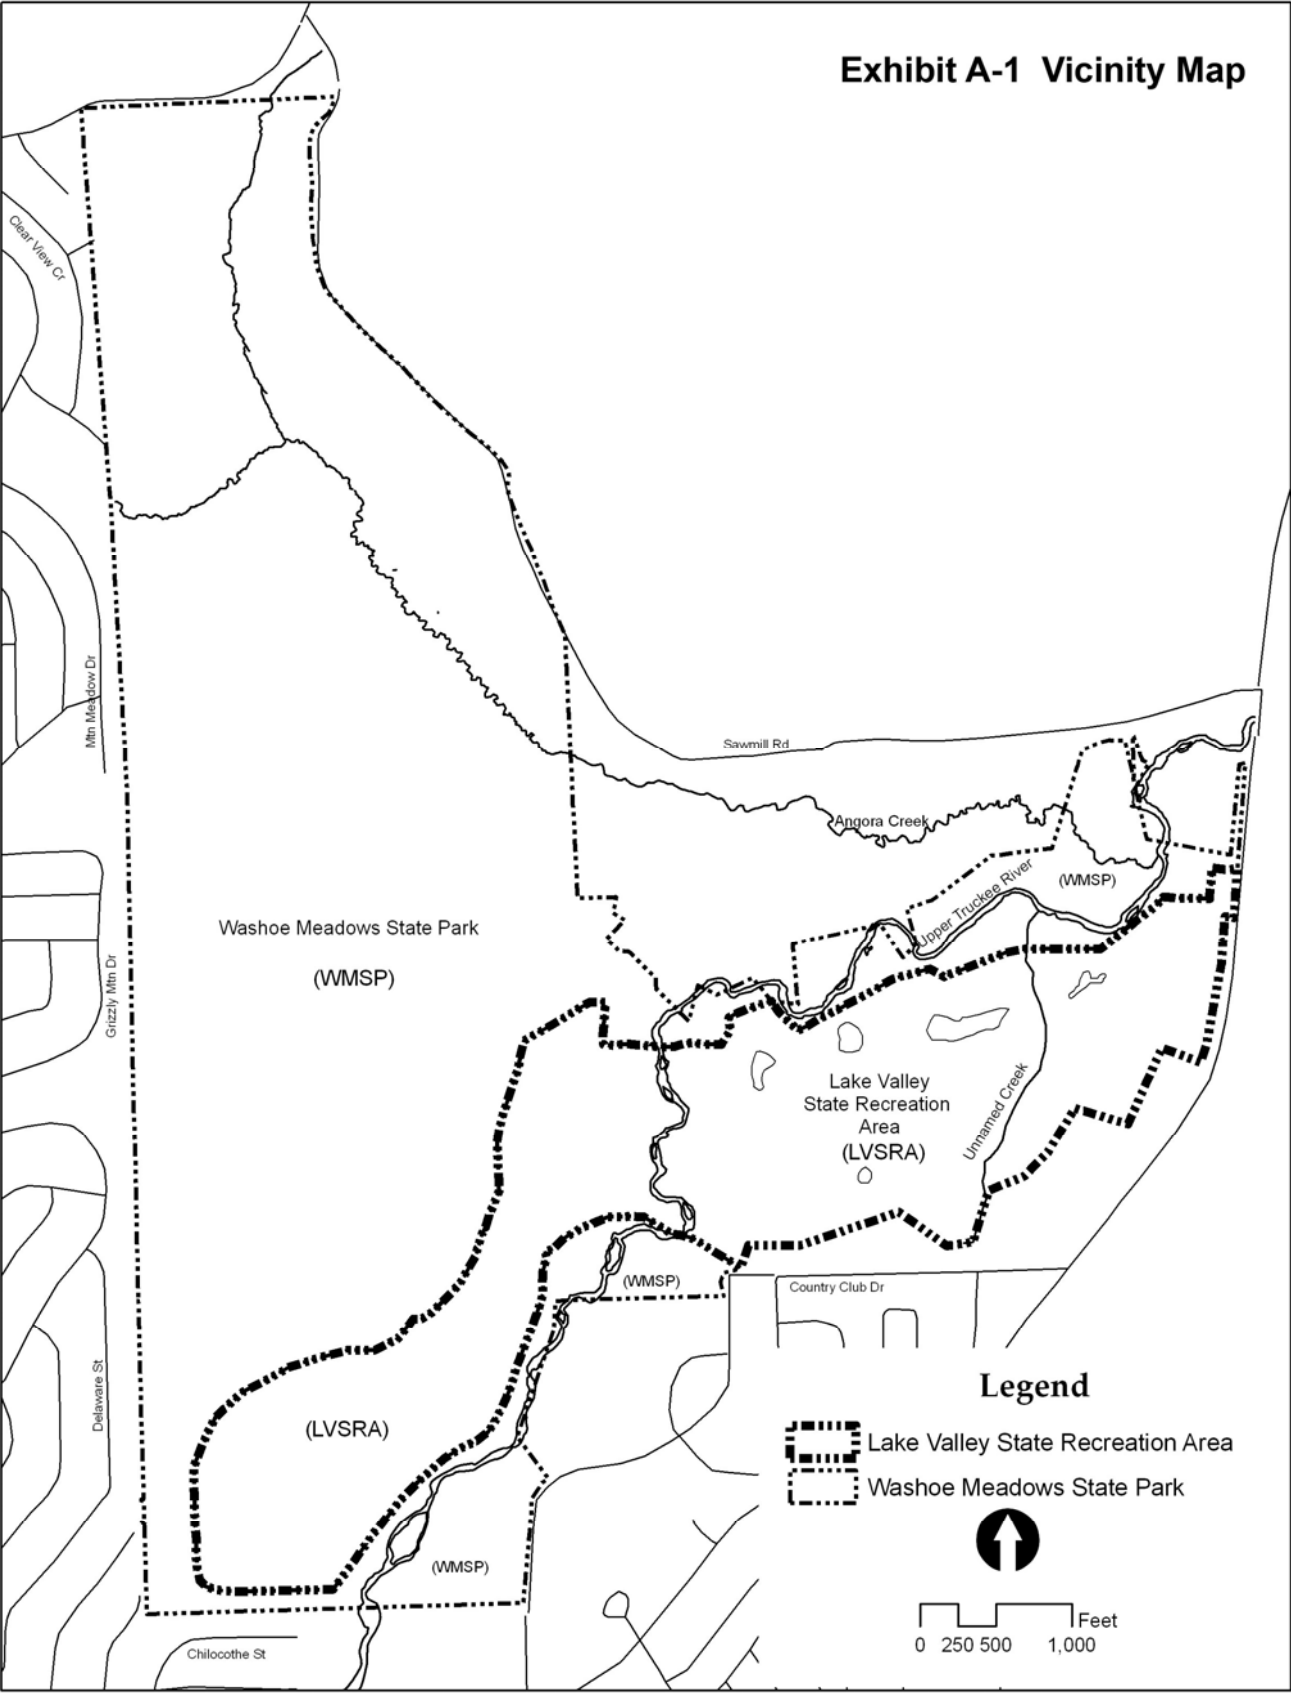 Exhibit A-1 Vicinity Map
Clear View Cr
Mtn Meadow Dr
Sawmill Rd
Angora Creek
Upper Truckee River
(WMSP)
Washoe Meadows State Park
(WMSP)
Grizzly Mtn Dr
Lake Valley
State Recreation
Area
(LVSRA)
Unnamed Creek
(WMSP)
Country Club Dr
Delaware St
(LVSRA)
(WMSP)
Chilocothe St
Legend
Lake Valley State Recreation Area
Washoe Meadows State Park
Feet
0 250 500 1,000